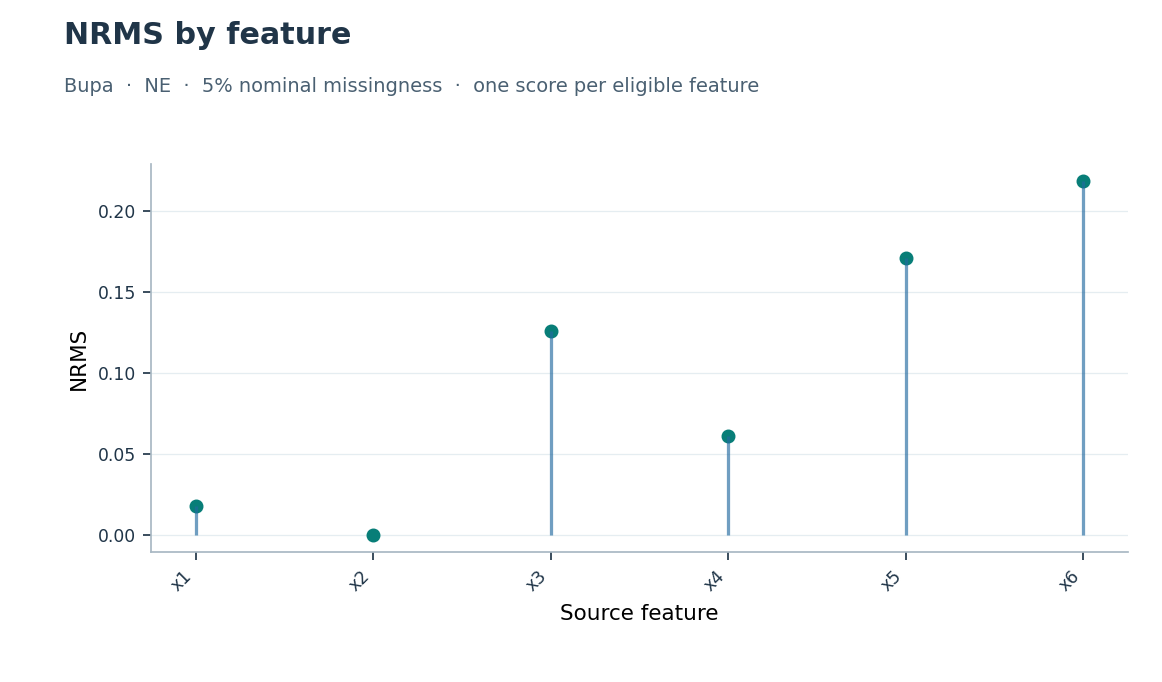 NRMS by feature
Bupa · NE · 5% nominal missingness · one score per eligible feature
0.20
0.15
0.10
0.05
0.00
NRMS
x1 x2 x3 x4 x5 x6
Source feature